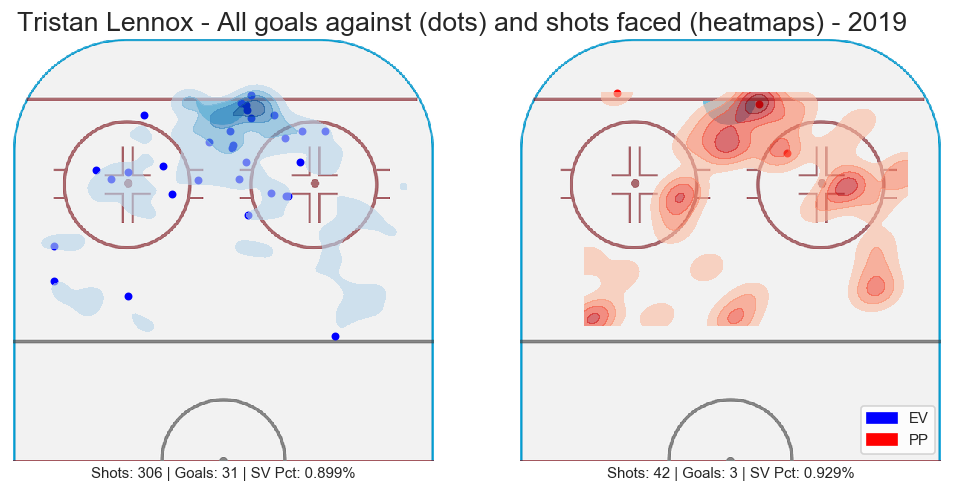 Tristan Lennox - All goals against (dots) and shots faced (heatmaps) - 2019
EV
PP
Shots: 306 | Goals: 31 | SV Pct: 0.899%
Shots: 42 | Goals: 3 | SV Pct: 0.929%